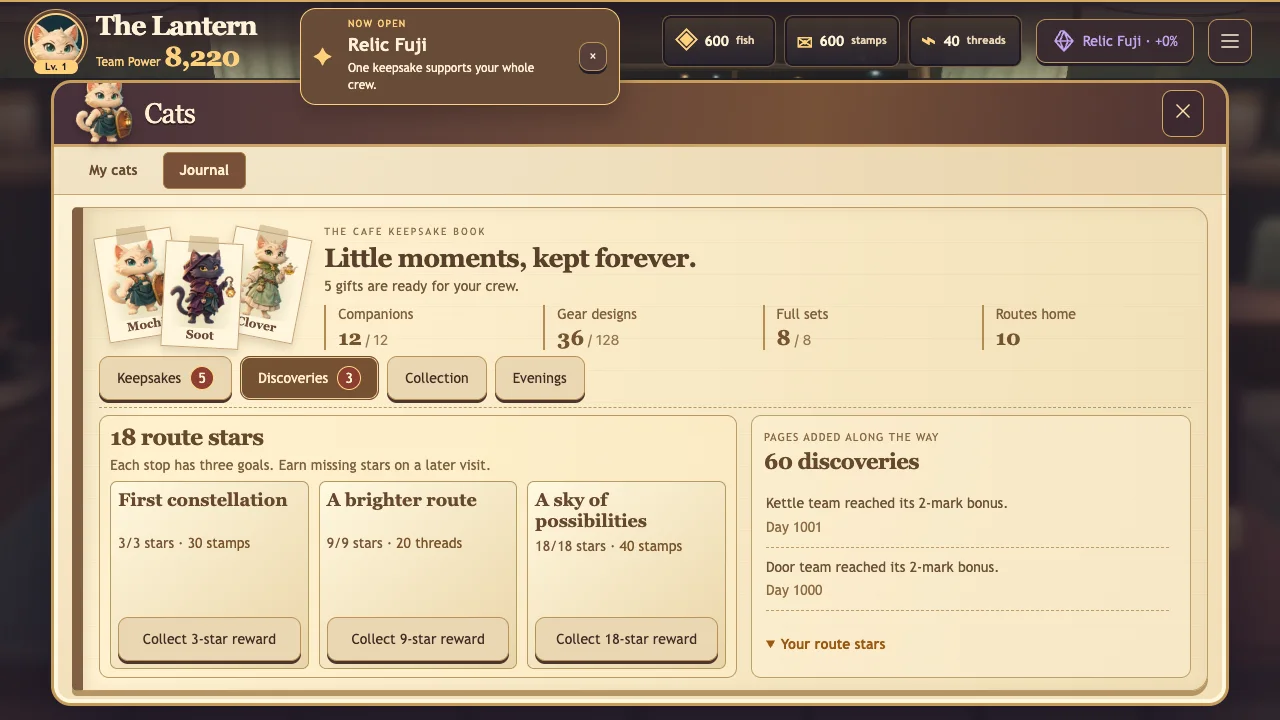 The Lantern
Team Power 8,220
Lv. 1
NOW OPEN
Relic Fuji
One keepsake supports your whole
crew.
×
600 fish
600 stamps
40 threads
Relic Fuji · +0%
Cats
My cats
Journal
Moch
Soot
Clover
THE CAFE KEEPSAKE BOOK
Little moments, kept forever.
5 gifts are ready for your crew.
Companions
12 / 12
Gear designs
36 / 128
Full sets
8 / 8
Routes home
10
Keepsakes 5
Discoveries 3
Collection
Evenings
18 route stars
Each stop has three goals. Earn missing stars on a later visit.
First constellation
3/3 stars · 30 stamps
Collect 3-star reward
A brighter route
9/9 stars · 20 threads
Collect 9-star reward
A sky of
possibilities
18/18 stars · 40 stamps
Collect 18-star reward
PAGES ADDED ALONG THE WAY
60 discoveries
Kettle team reached its 2-mark bonus.
Day 1001
Door team reached its 2-mark bonus.
Day 1000
▼ Your route stars